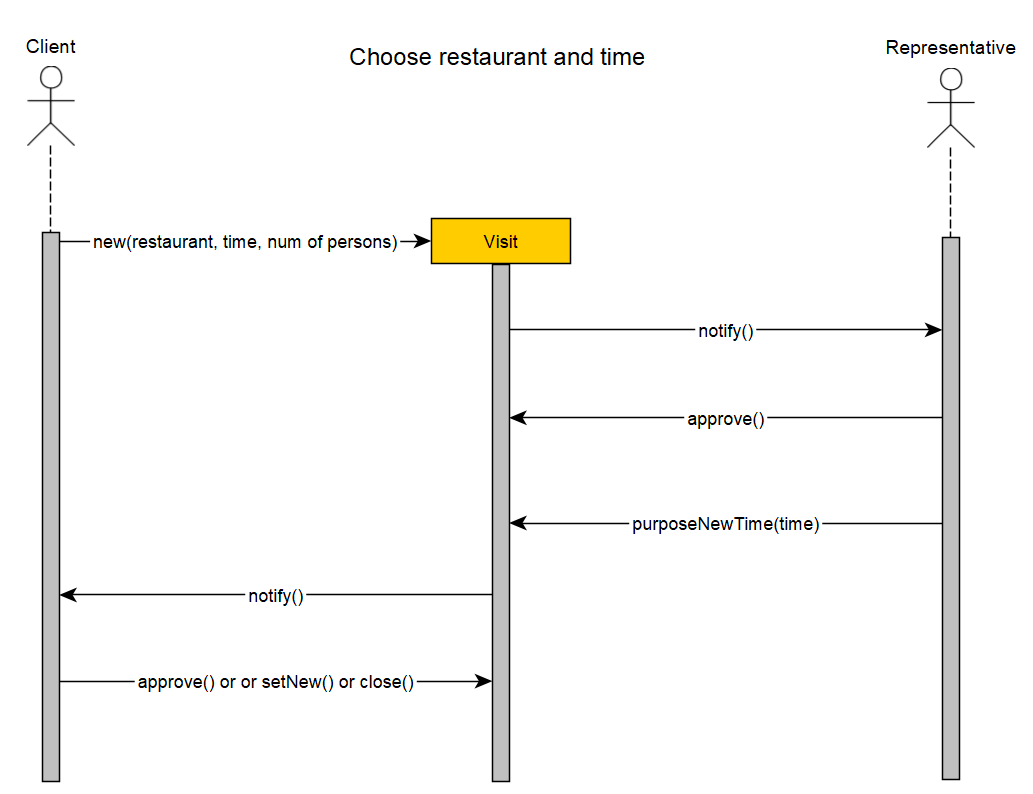 Client
Choose restaurant and time
Representative
new(restaurant, time, num of persons)
Visit
notify()
approve()
purposeNewTime(time)
notify()
approve() or or setNew() or close()